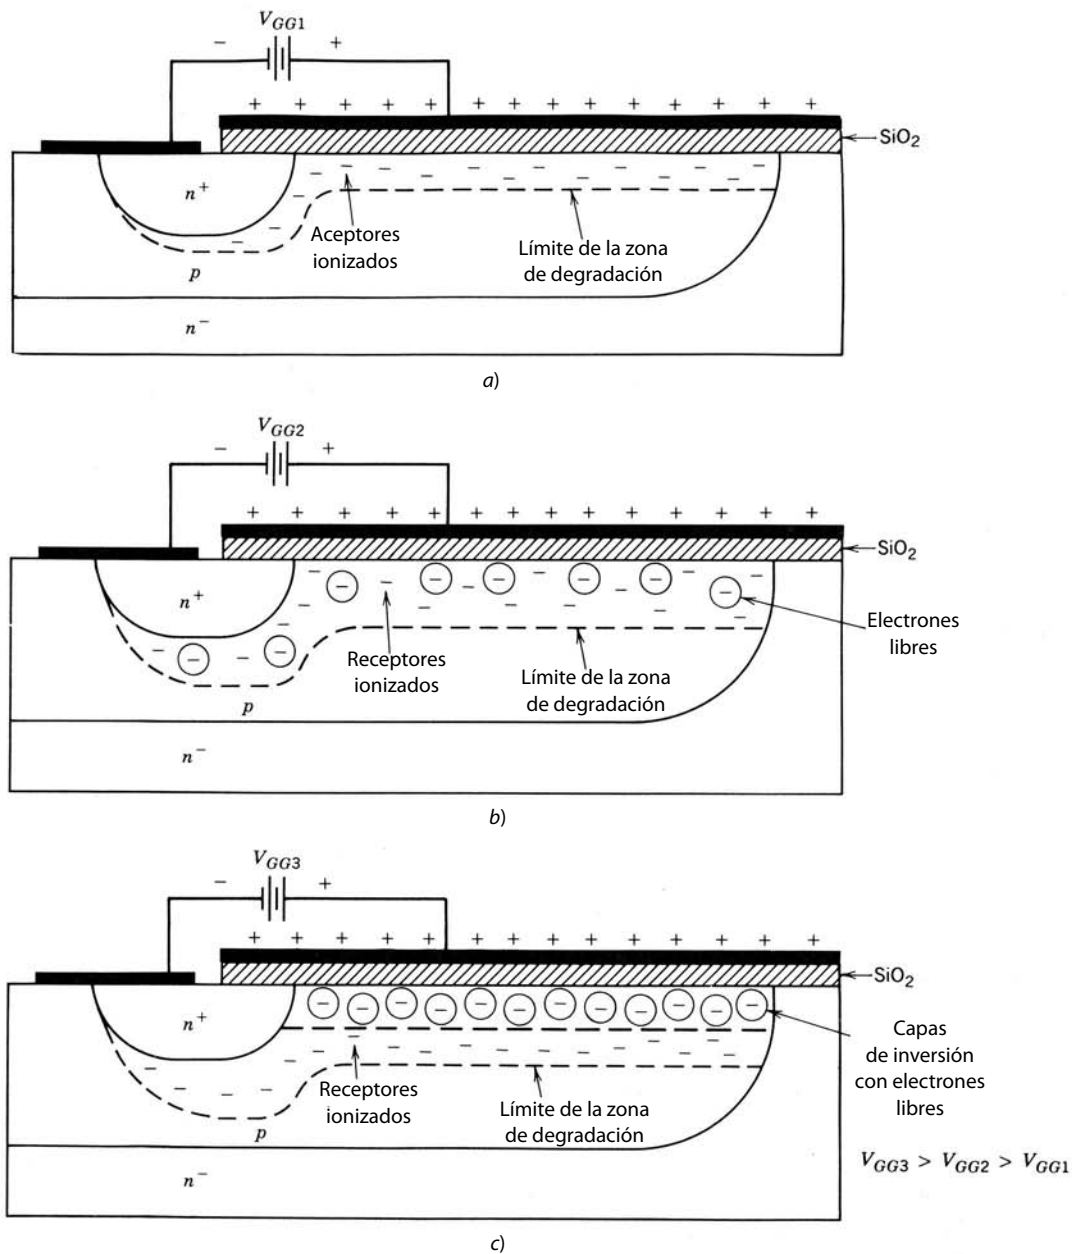 V_GG1
− +
+ + + + + + + + + + + + +
SiO₂
n⁺
Aceptores
ionizados
Límite de la zona
de degradación
p
n⁻
a)
V_GG2
− +
+ + + + + + + + + + + + +
SiO₂
n⁺
Electrones
libres
Receptores
ionizados
Límite de la zona
de degradación
p
n⁻
b)
V_GG3
− +
+ + + + + + + + + + + + +
SiO₂
n⁺
Capas
de inversión
con electrones
libres
Receptores
ionizados
Límite de la zona
de degradación
p
V_GG3 > V_GG2 > V_GG1
n⁻
c)